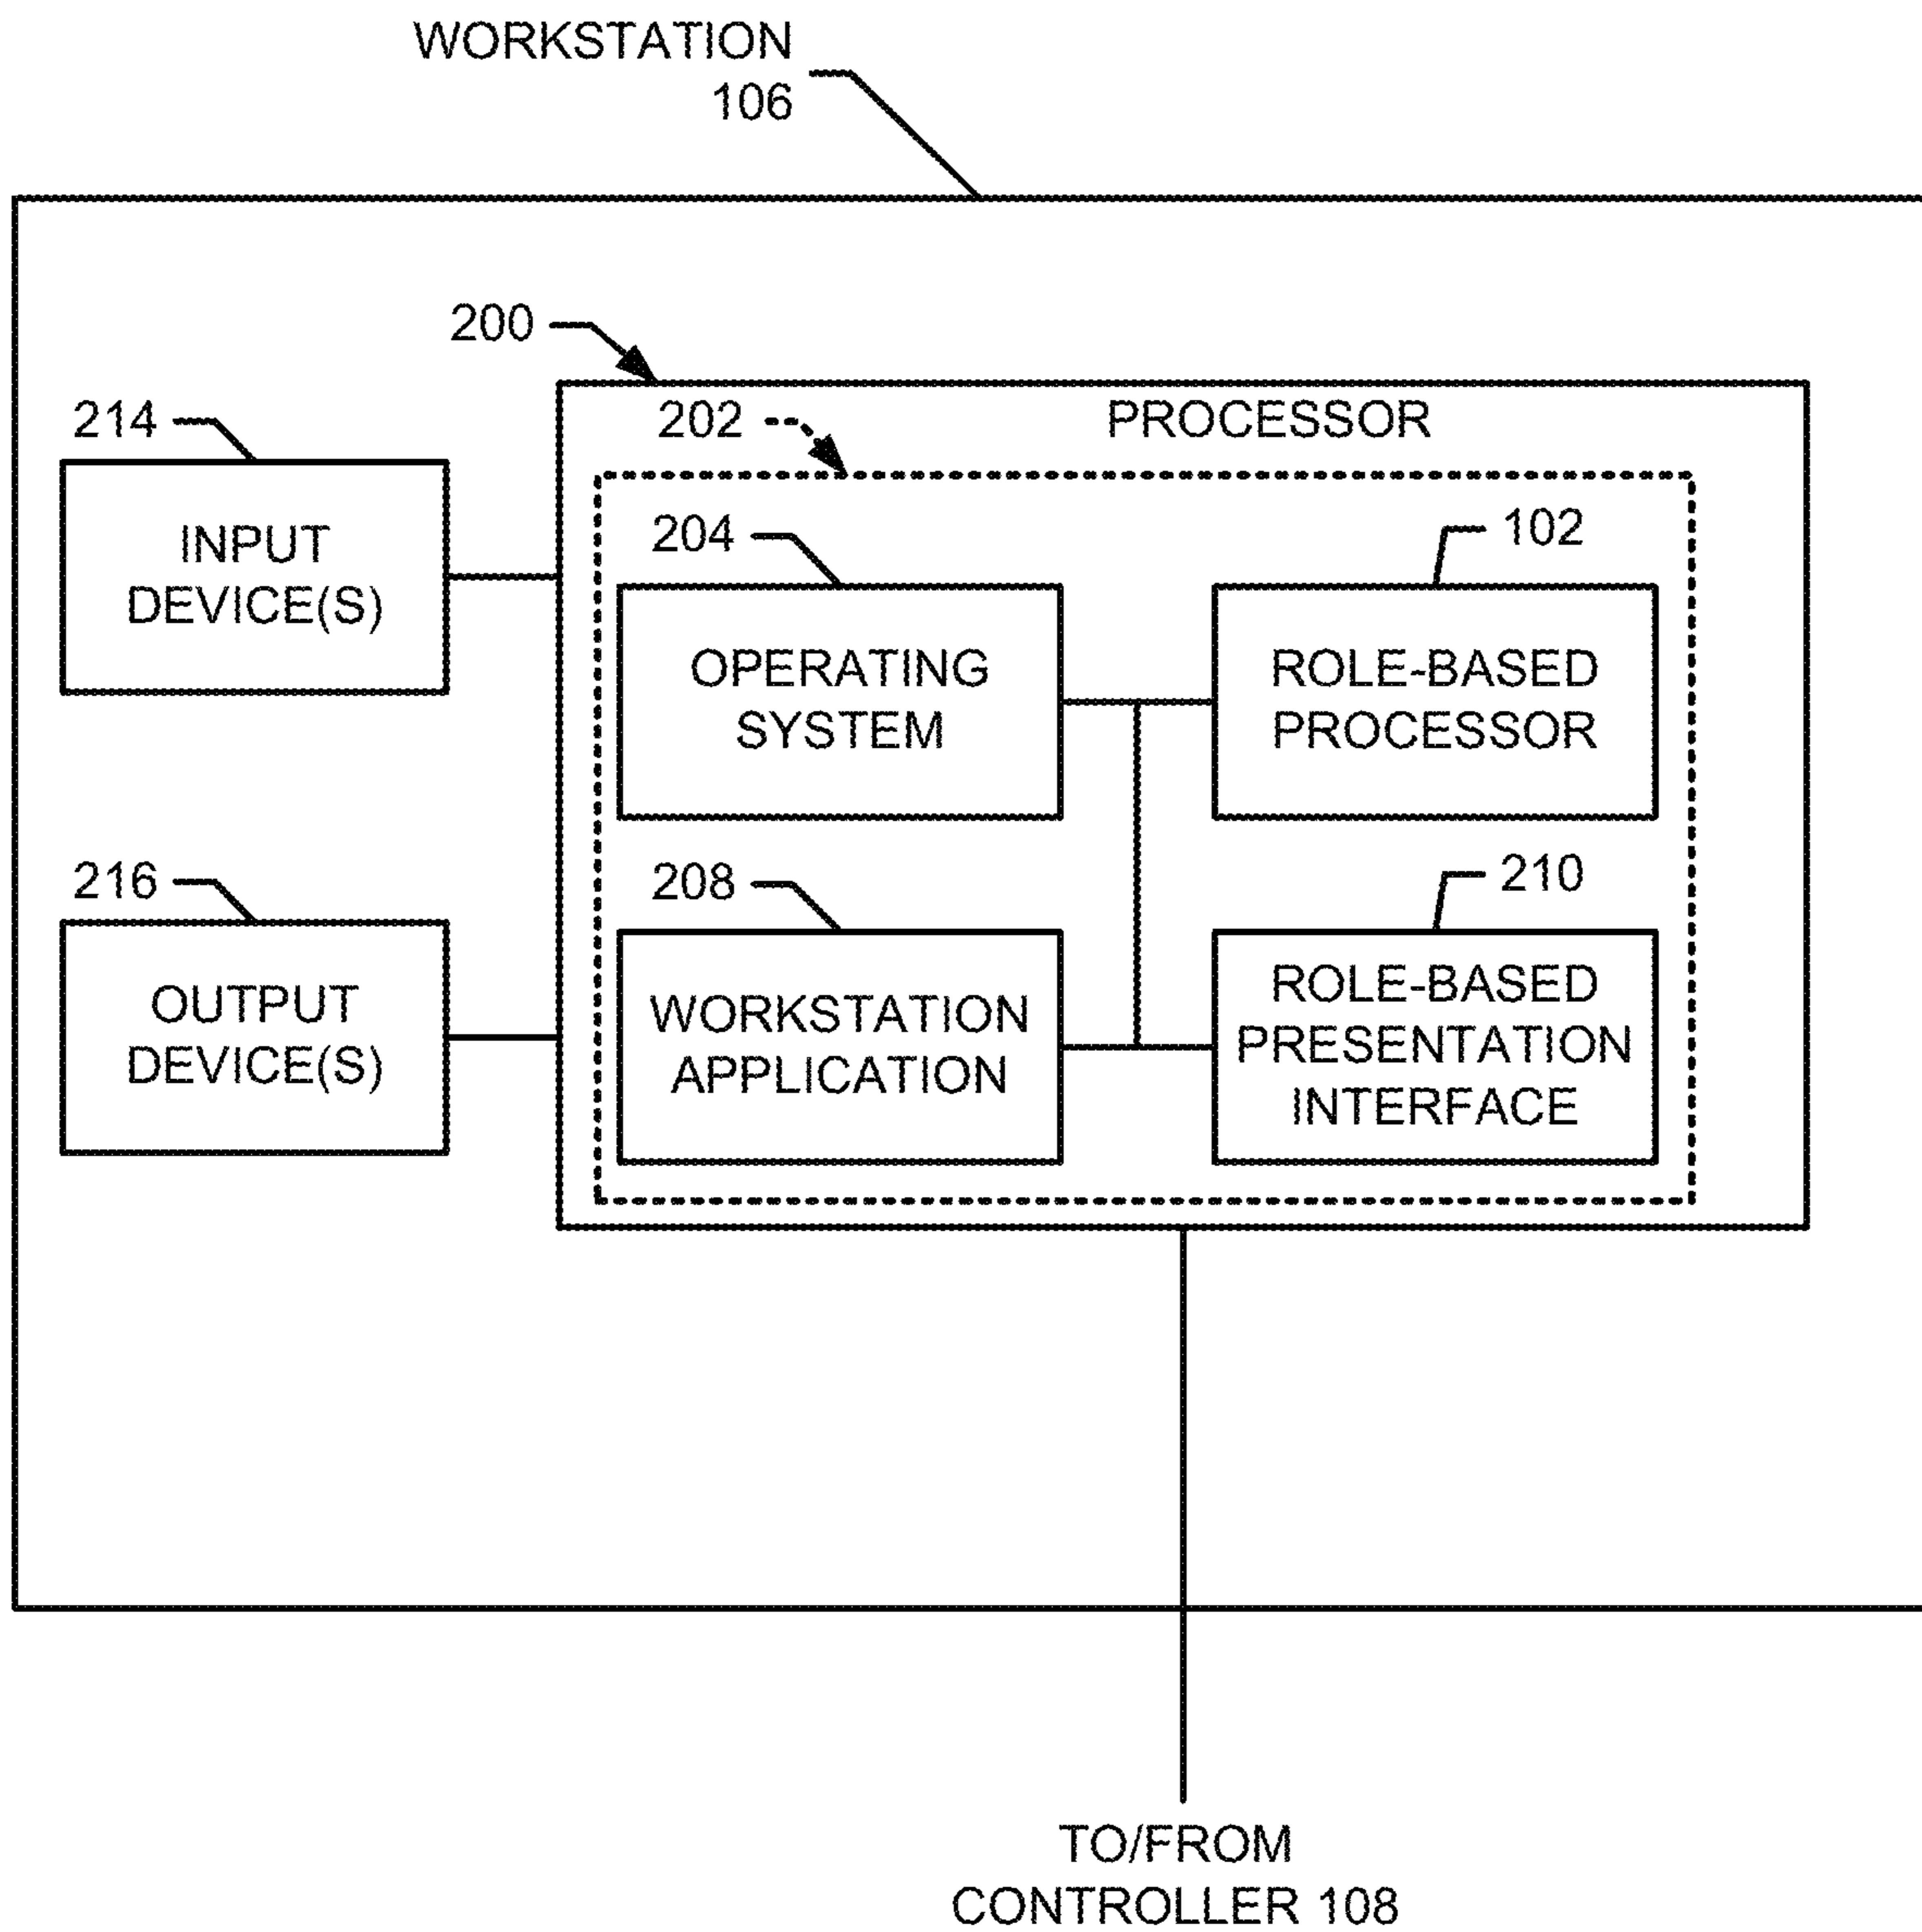 WORKSTATION
106
200
PROCESSOR
202
214
INPUT
DEVICE(S)
204
OPERATING
SYSTEM
102
ROLE-BASED
PROCESSOR
216
OUTPUT
DEVICE(S)
208
WORKSTATION
APPLICATION
210
ROLE-BASED
PRESENTATION
INTERFACE
TO/FROM
CONTROLLER 108